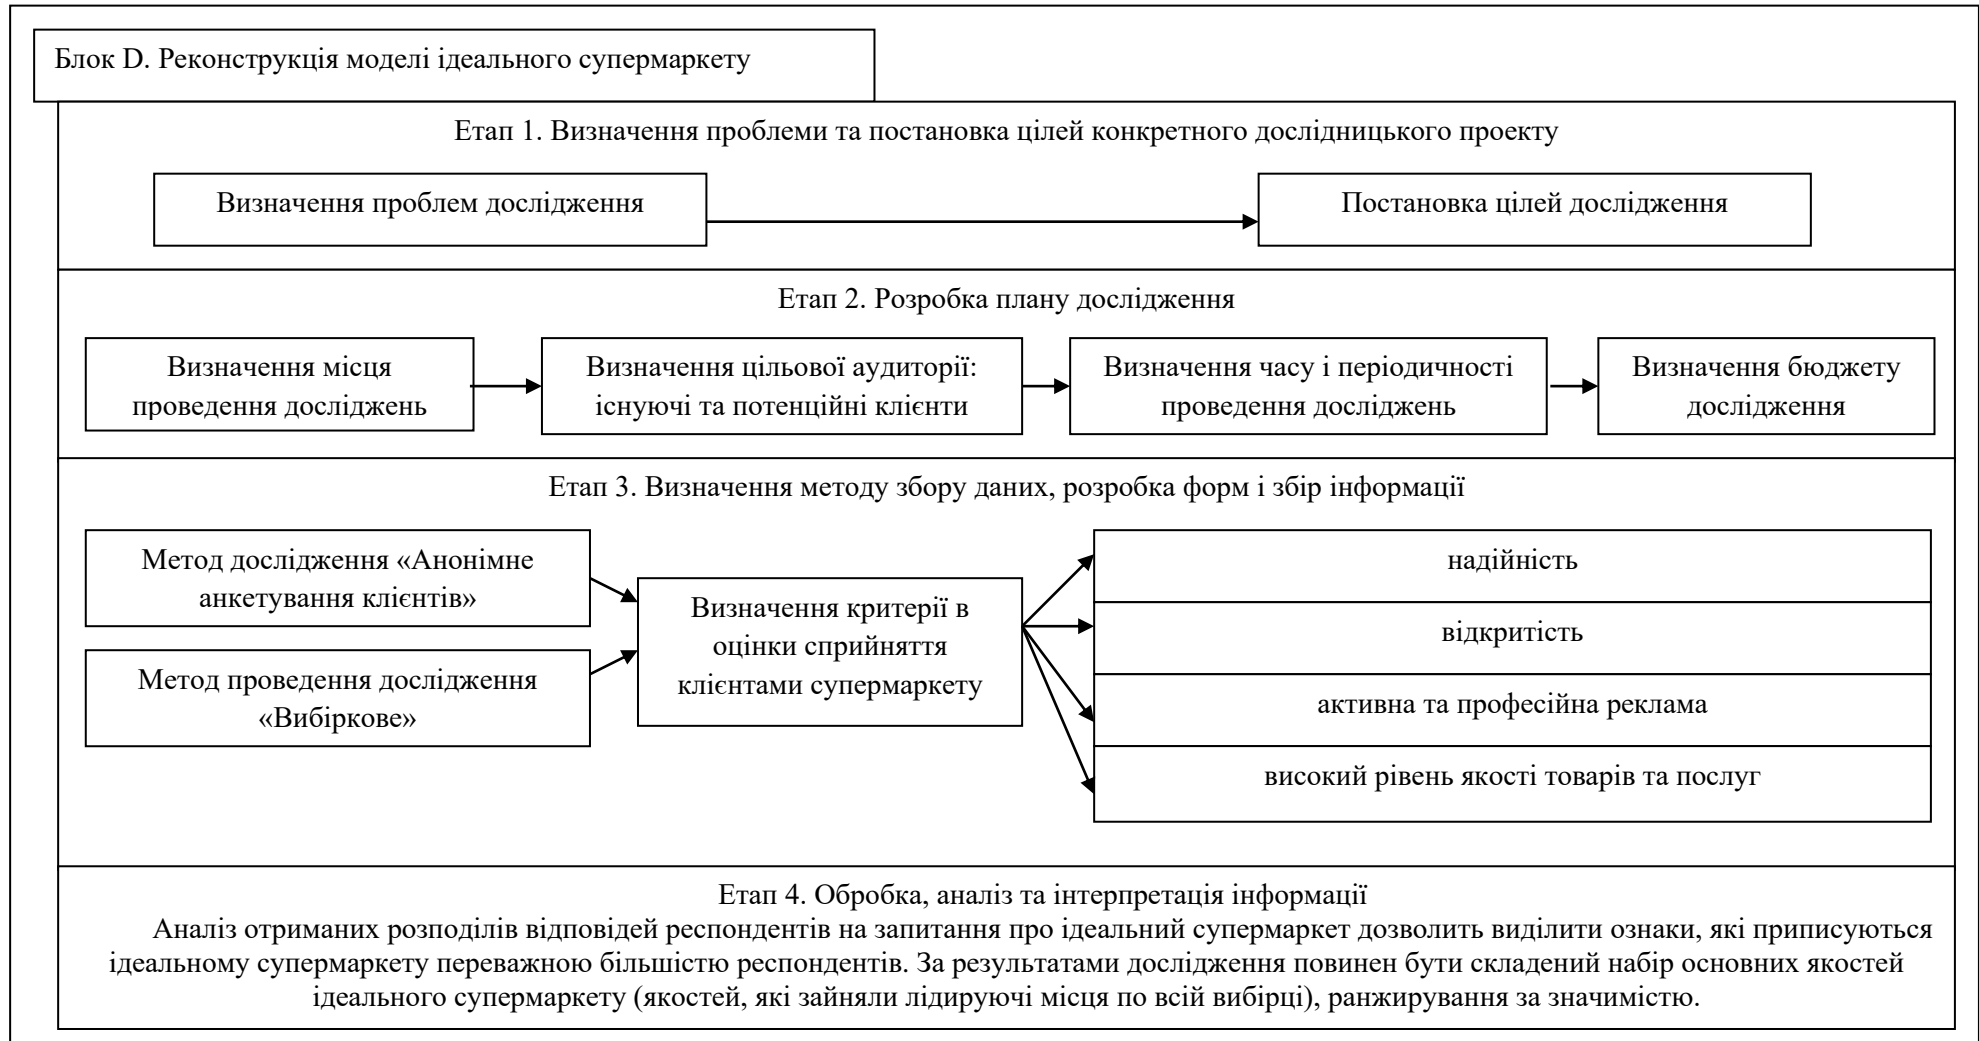 Блок D. Реконструкція моделі ідеального супермаркету
Етап 1. Визначення проблеми та постановка цілей конкретного дослідницького проекту
Визначення проблем дослідження
Постановка цілей дослідження
Етап 2. Розробка плану дослідження
Визначення місця
проведення досліджень
Визначення цільової аудиторії:
існуючі та потенційні клієнти
Визначення часу і періодичності
проведення досліджень
Визначення бюджету
дослідження
Етап 3. Визначення методу збору даних, розробка форм і збір інформації
Метод дослідження «Анонімне
анкетування клієнтів»
Метод проведення дослідження
«Вибіркове»
Визначення критерії в
оцінки сприйняття
клієнтами супермаркету
надійність
відкритість
активна та професійна реклама
високий рівень якості товарів та послуг
Етап 4. Обробка, аналіз та інтерпретація інформації
Аналіз отриманих розподілів відповідей респондентів на запитання про ідеальний супермаркет дозволить виділити ознаки, які приписуються
ідеальному супермаркету переважною більшістю респондентів. За результатами дослідження повинен бути складений набір основних якостей
ідеального супермаркету (якостей, які зайняли лідируючі місця по всій вибірці), ранжирування за значимістю.